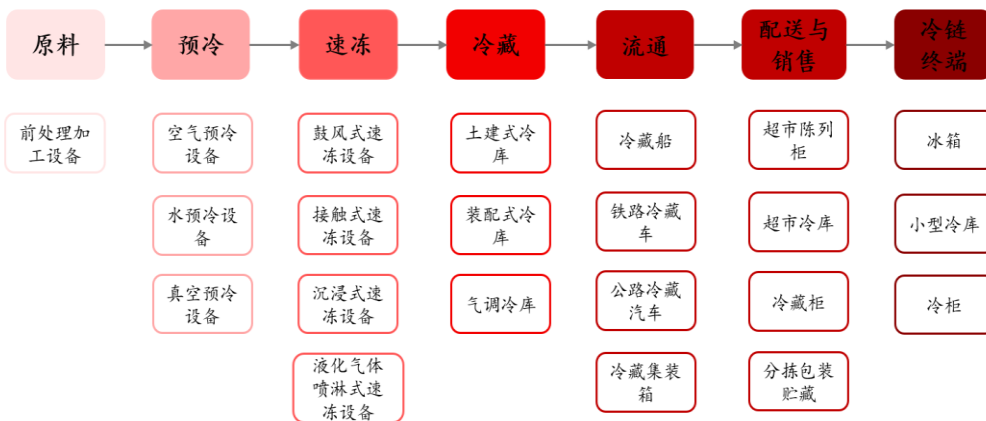 原料
预冷
速冻
冷藏
流通
配送与
销售
冷链
终端
前处理加
工设备
空气预冷
设备
鼓风式速
冻设备
土建式冷
库
冷藏船
超市陈列
柜
冰箱
水预冷设
备
接触式速
冻设备
装配式冷
库
铁路冷藏
车
超市冷库
小型冷库
真空预冷
设备
沉浸式速
冻设备
气调冷库
公路冷藏
汽车
冷藏柜
冷柜
液化气体
喷淋式速
冻设备
冷藏集装
箱
分拣包装
贮藏